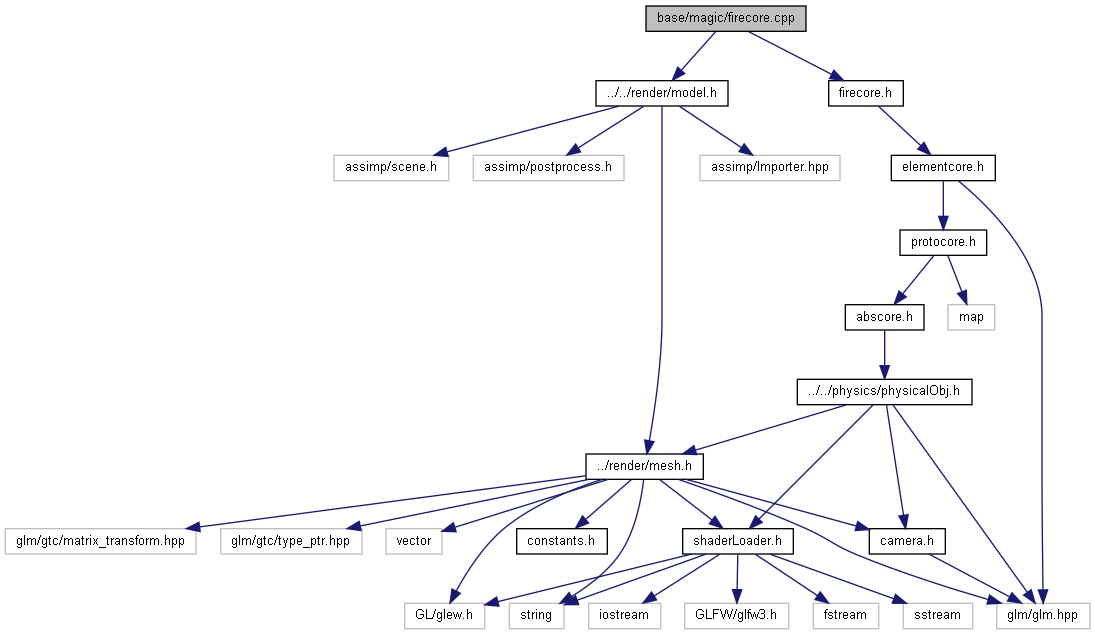 base/magic/firecore.cpp
../../render/model.h
firecore.h
assimp/scene.h
assimp/postprocess.h
assimp/Importer.hpp
elementcore.h
protocore.h
abscore.h
map
../../physics/physicalObj.h
../render/mesh.h
glm/gtc/matrix_transform.hpp
glm/gtc/type_ptr.hpp
vector
constants.h
shaderLoader.h
camera.h
GL/glew.h
string
iostream
GLFW/glfw3.h
fstream
sstream
glm/glm.hpp